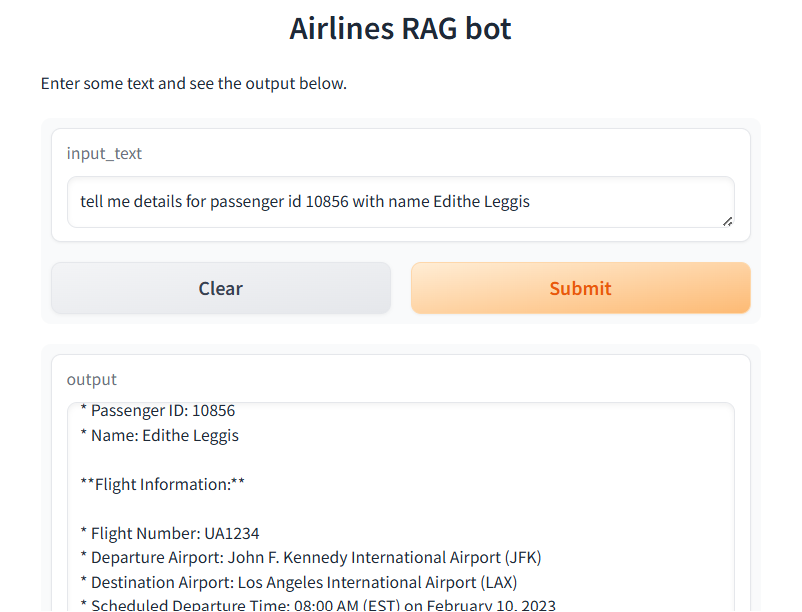 Airlines RAG bot
Enter some text and see the output below.
input_text
tell me details for passenger id 10856 with name Edithe Leggis
Clear
Submit
output
* Passenger ID: 10856
* Name: Edithe Leggis
**Flight Information:**
* Flight Number: UA1234
* Departure Airport: John F. Kennedy International Airport (JFK)
* Destination Airport: Los Angeles International Airport (LAX)
* Scheduled Departure Time: 08:00 AM (EST) on February 10, 2023